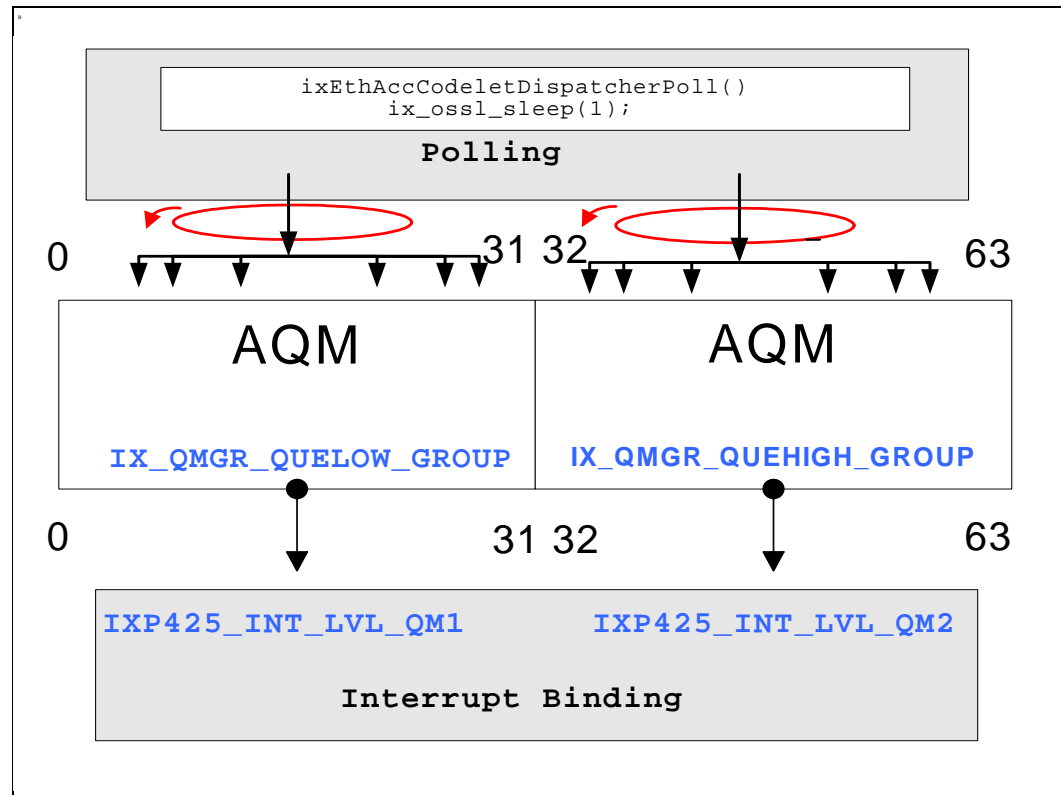 ixEthAccCodeletDispatcherPoll()
ix_ossl_sleep(1);
Polling
0
31 32
63
AQM
AQM
IX_QMGR_QUELOW_GROUP
IX_QMGR_QUEHIGH_GROUP
0
31 32
63
IXP425_INT_LVL_QM1
IXP425_INT_LVL_QM2
Interrupt Binding